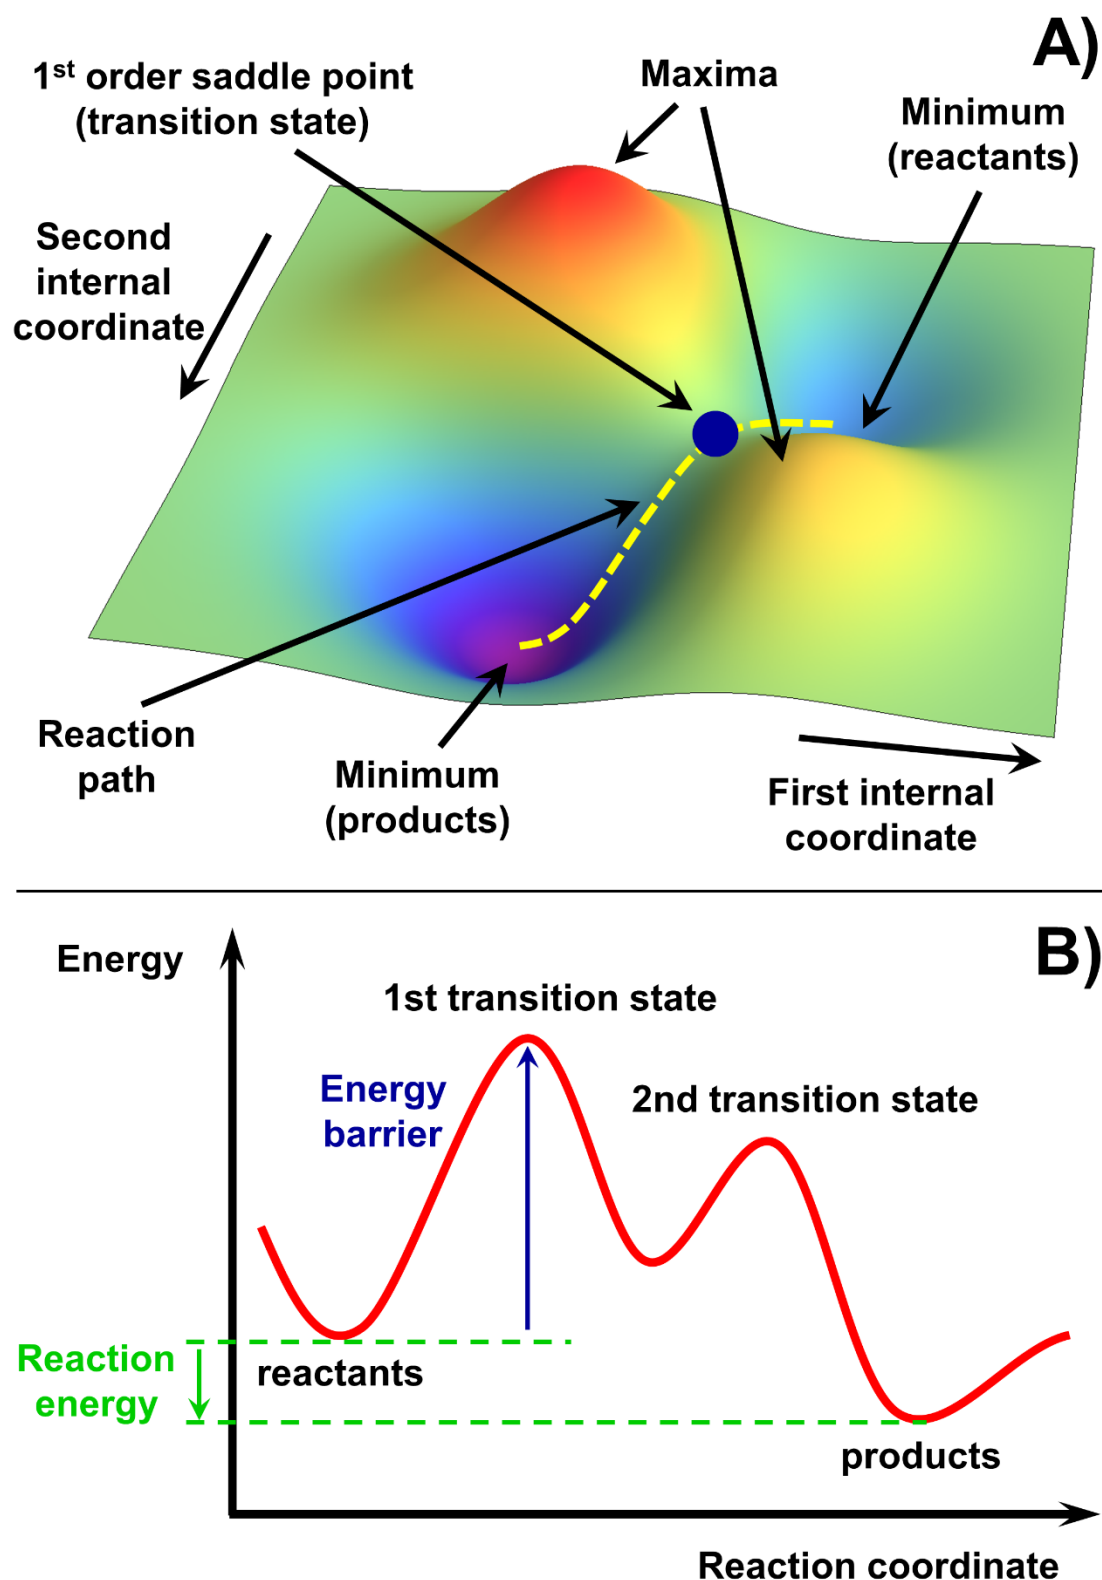 A)
1st order saddle point
(transition state)
Maxima
Minimum
(reactants)
Second
internal
coordinate
Reaction
path
Minimum
(products)
First internal
coordinate
B)
Energy
1st transition state
Energy
barrier
2nd transition state
Reaction
energy
reactants
products
Reaction coordinate